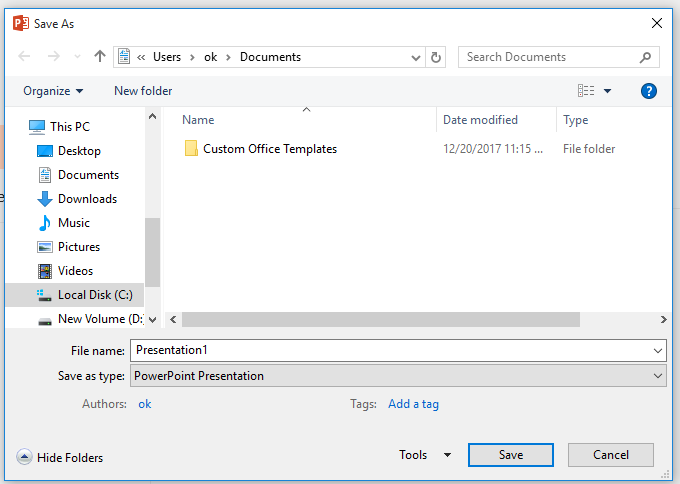 Save As
« Users › ok › Documents
Search Documents
Organize
New folder
This PC
Desktop
Documents
Downloads
Music
Pictures
Videos
Local Disk (C:)
New Volume (D:
Name Date modified Type
Custom Office Templates 12/20/2017 11:15 ... File folder
File name: Presentation1
Save as type: PowerPoint Presentation
Authors: ok Tags: Add a tag
Hide Folders Tools Save Cancel